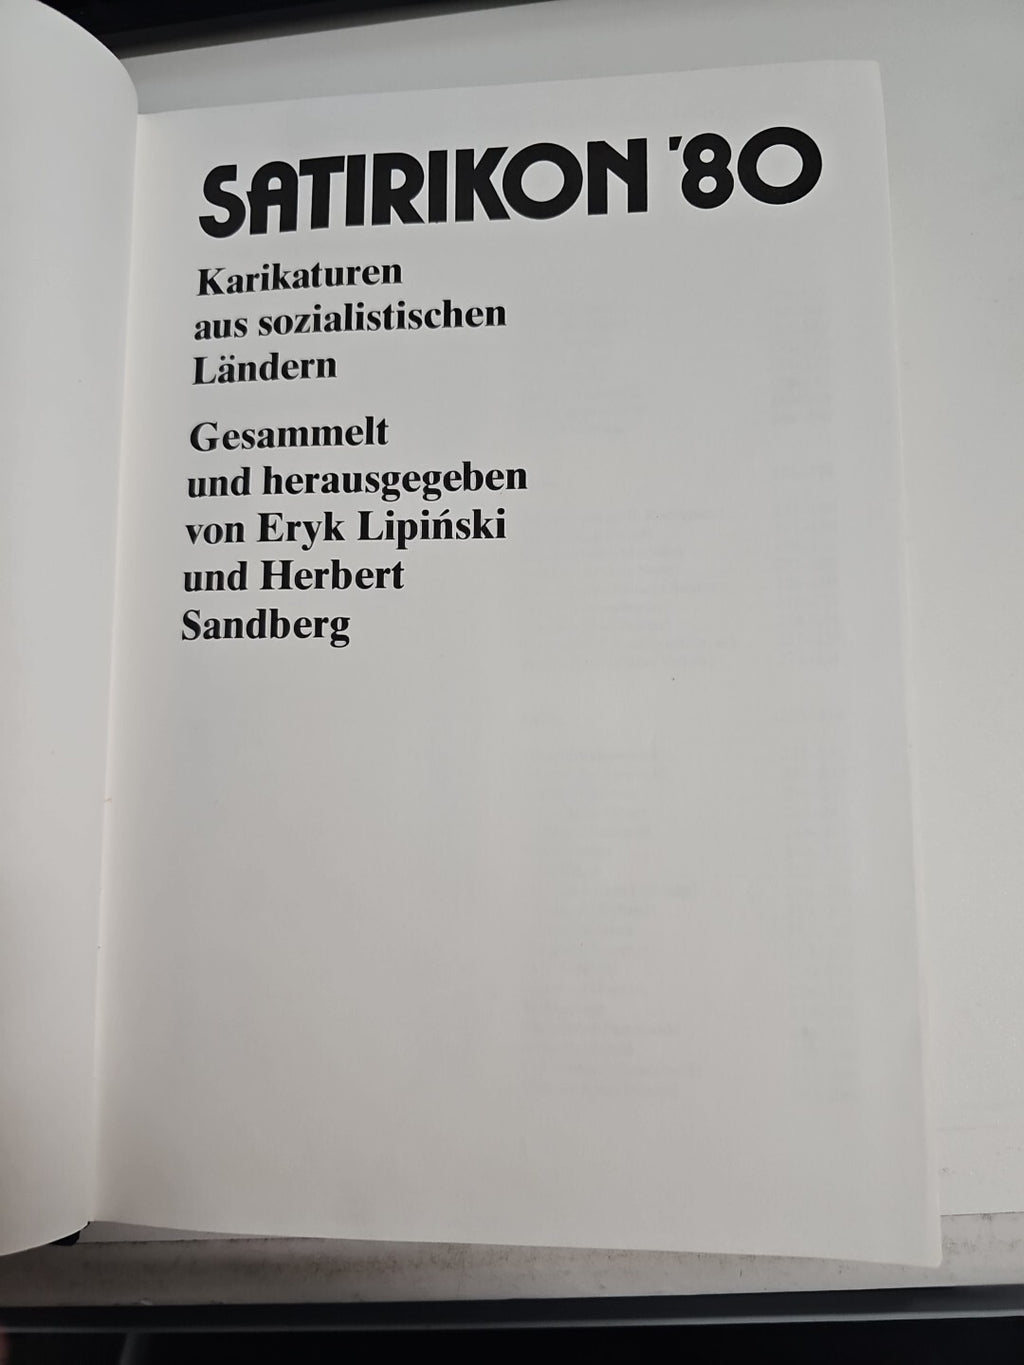 SATIRIKON '80
Karikaturen
aus sozialistischen
Ländern
Gesammelt
und herausgegeben
von Eryk Lipiński
und Herbert
Sandberg